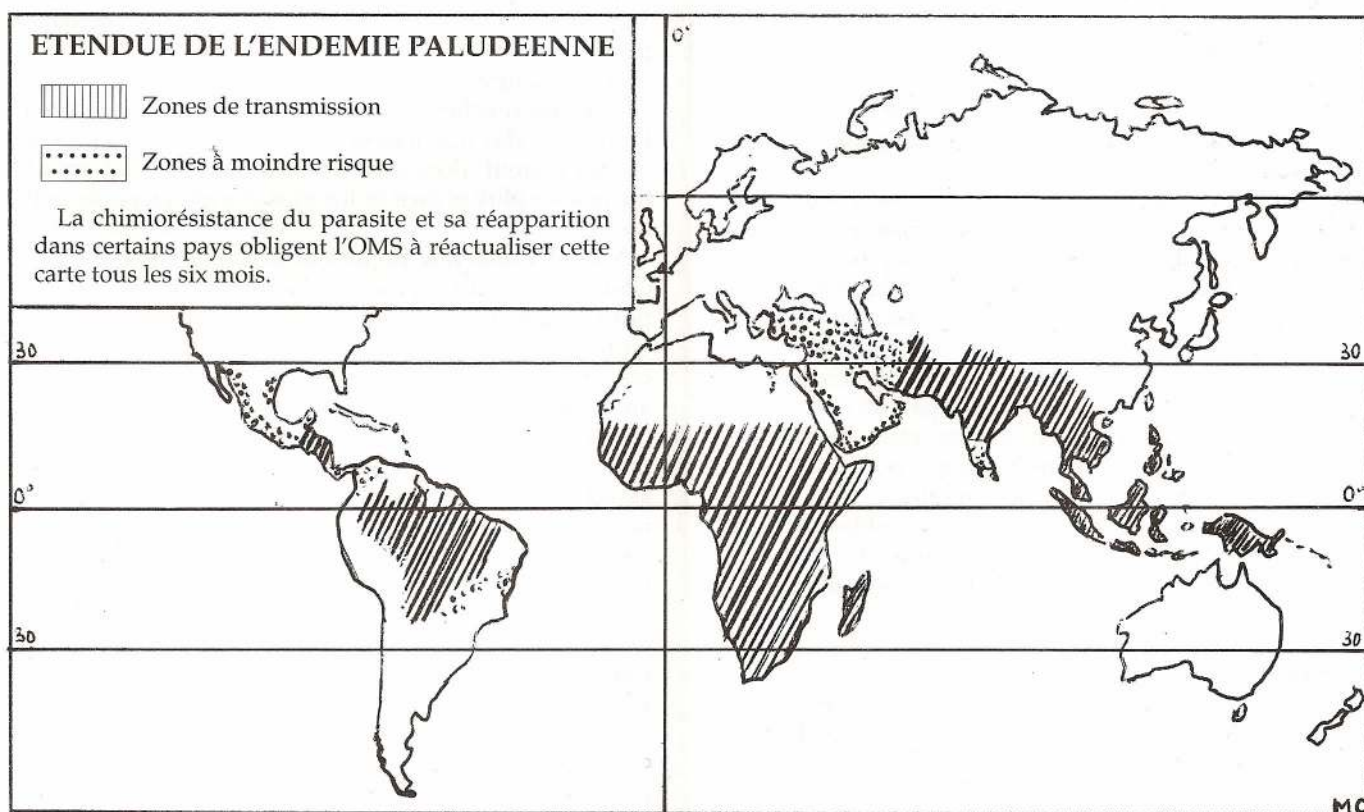 ETENDUE DE L'ENDEMIE PALUDEENNE
Zones de transmission
Zones à moindre risque
La chimiorésistance du parasite et sa réapparition
dans certains pays obligent l'OMS à réactualiser cette
carte tous les six mois.
0°
30
30
0°
0°
30
30
MC